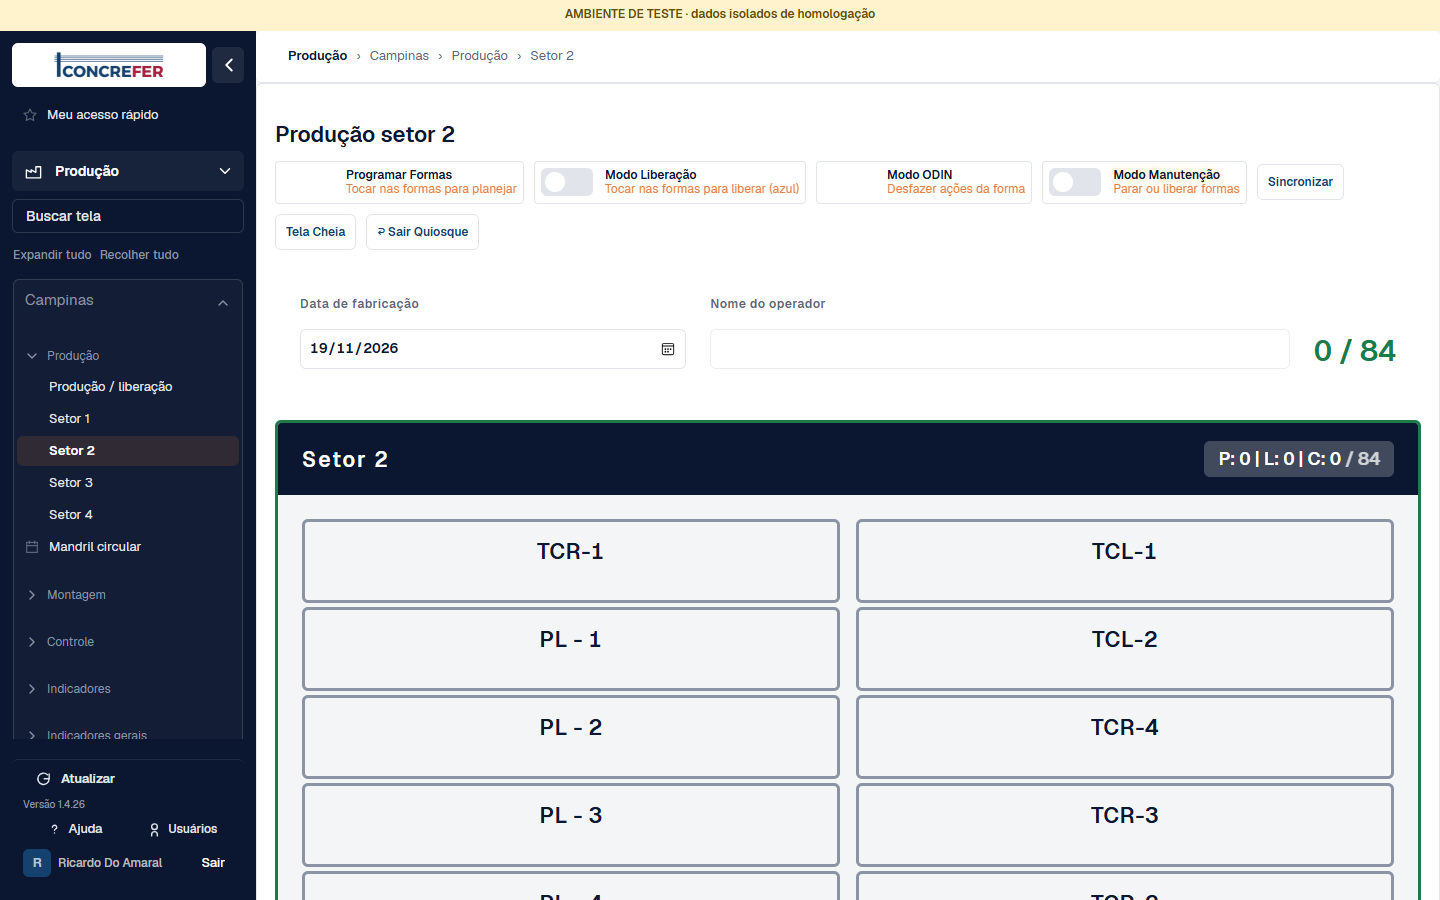 AMBIENTE DE TESTE · dados isolados de homologação
CONCREFER
Meu acesso rápido
Produção
Buscar tela
Expandir tudo Recolher tudo
Campinas
Produção
Produção / liberação
Setor 1
Setor 2
Setor 3
Setor 4
Mandril circular
Montagem
Controle
Indicadores
Indicadores gerais
Atualizar
Versão 1.4.26
? Ajuda
Usuários
R Ricardo Do Amaral Sair
Produção › Campinas › Produção › Setor 2
Produção setor 2
Programar Formas
Tocar nas formas para planejar
Modo Liberação
Tocar nas formas para liberar (azul)
Modo ODIN
Desfazer ações da forma
Modo Manutenção
Parar ou liberar formas
Sincronizar
Tela Cheia
Sair Quiosque
Data de fabricação
Nome do operador
19/11/2026
0 / 84
Setor 2
P: 0 | L: 0 | C: 0 / 84
TCR-1
TCL-1
PL - 1
TCL-2
PL - 2
TCR-4
PL - 3
TCR-3